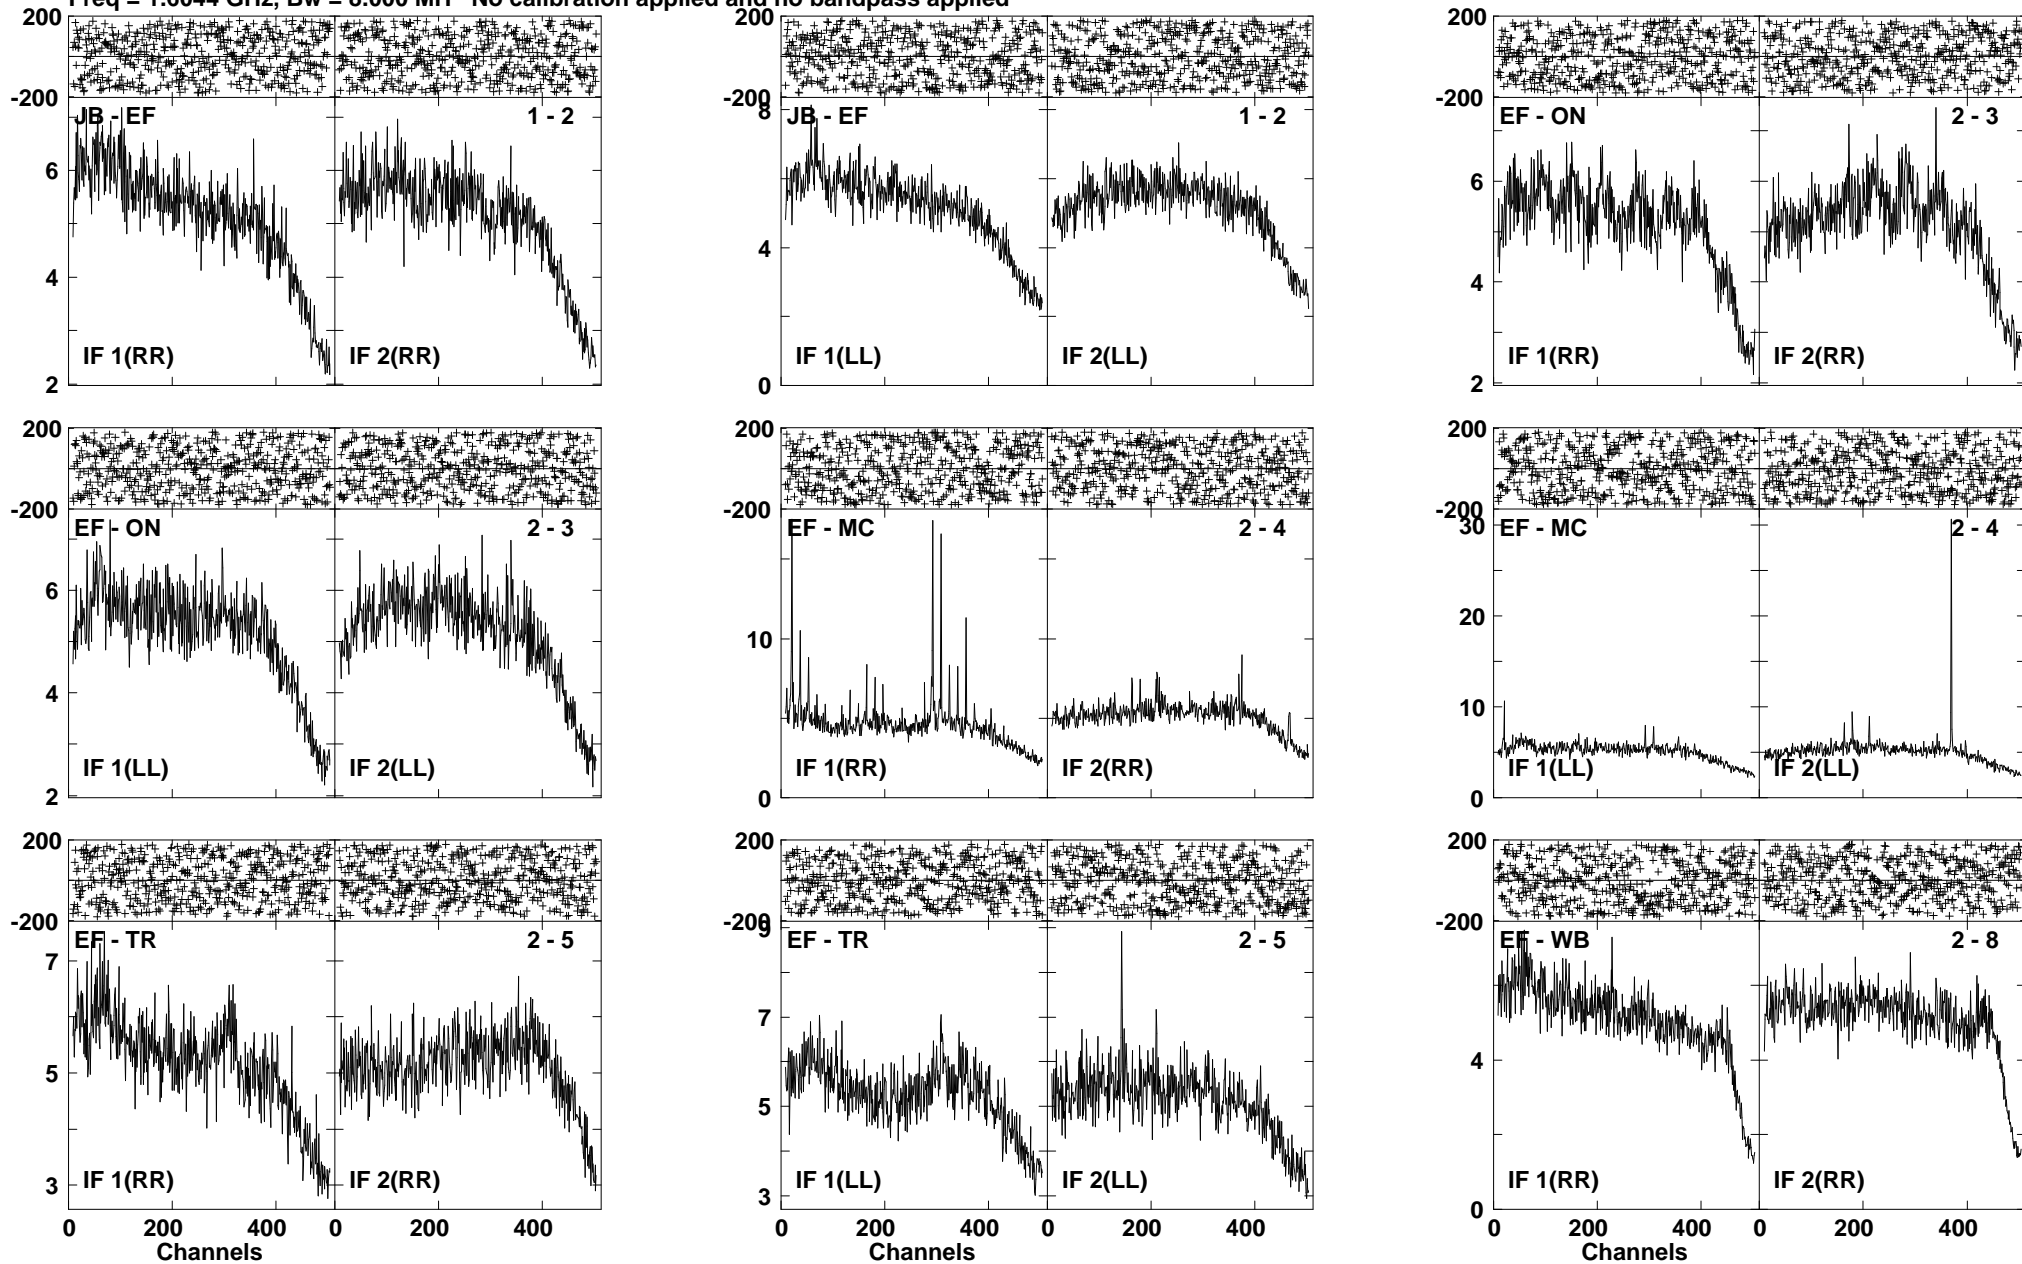 No calibration applied and no bandpass applied
200 200 200
-200 -200 -200
JB - EF 1 - 2 8 JB - EF 1 - 2 EF - ON 2 - 3
6 6
4 4 4
IF 1(RR) IF 2(RR) IF 1(LL) IF 2(LL) IF 1(RR) IF 2(RR)
2 0 2
200 200 200
-200 -200 -200
EF - ON 2 - 3 EF - MC 2 - 4 30 EF - MC 2 - 4
6 10 20
4 10
IF 1(LL) IF 2(LL) IF 1(RR) IF 2(RR) IF 1(LL) IF 2(LL)
2 0 0
200 200 200
-200 -200 -200
EF - TR 2 - 5 9 EF - TR 2 - 5 EF - WB 2 - 8
7 7
5 5 4
IF 1(RR) IF 2(RR) IF 1(LL) IF 2(LL) IF 1(RR) IF 2(RR)
3 3 0
0 200 400 0 200 400 0 200 400 0 200 400 0 200 400 0 200 400
Channels Channels Channels